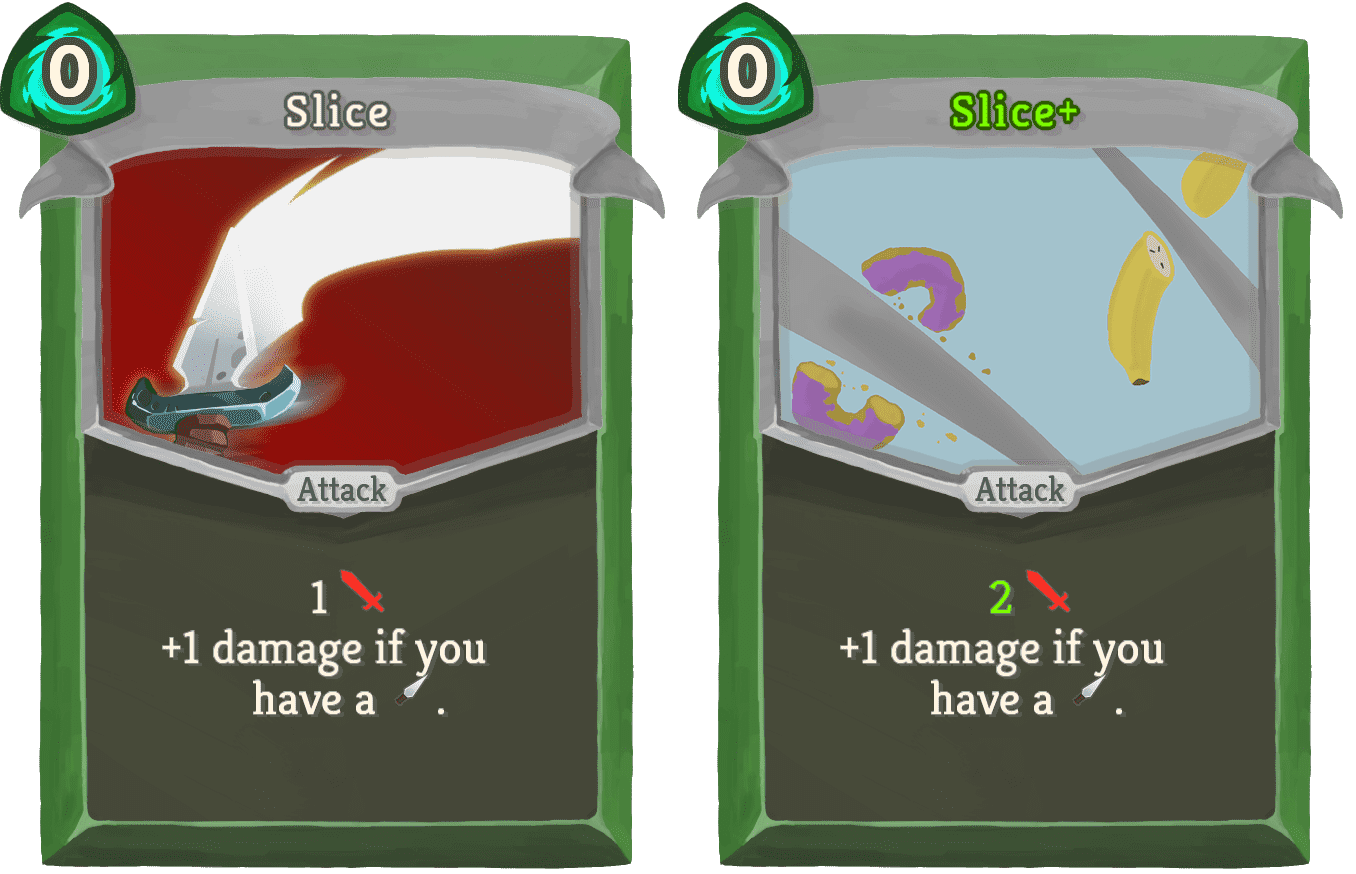 0
Slice
Attack
1
+1 damage if you
have a .
0
Slice+
Attack
2
+1 damage if you
have a .